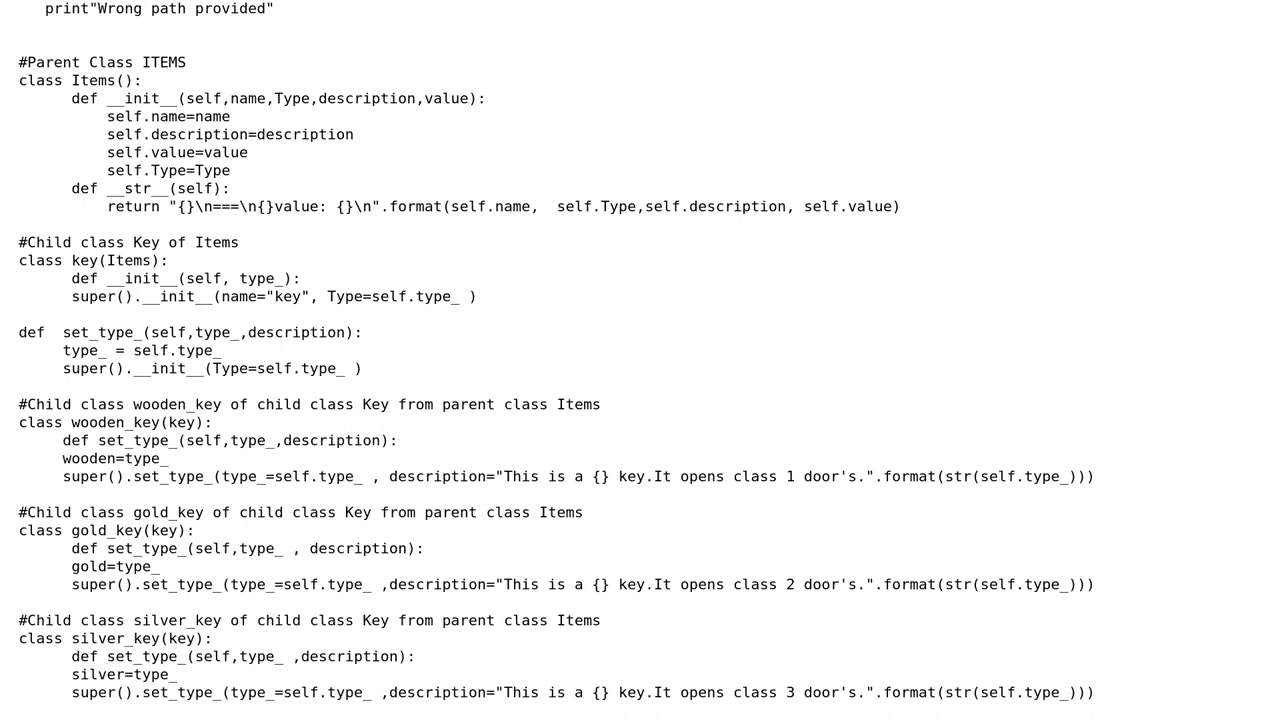 print"Wrong path provided"
#Parent Class ITEMS
class Items():
def __init__(self,name,Type,description,value):
self.name=name
self.description=description
self.value=value
self.Type=Type
def __str__(self):
return "{}\n===\n{}value: {}\n".format(self.name,  self.Type,self.description, self.value)
#Child class Key of Items
class key(Items):
def __init__(self, type_):
super().__init__(name="key", Type=self.type_ )
def  set_type_(self,type_,description):
type_ = self.type_
super().__init__(Type=self.type_ )
#Child class wooden_key of child class Key from parent class Items
class wooden_key(key):
def set_type_(self,type_,description):
wooden=type_
super().set_type_(type_=self.type_ , description="This is a {} key.It opens class 1 door's.".format(str(self.type_)))
#Child class gold_key of child class Key from parent class Items
class gold_key(key):
def set_type_(self,type_ , description):
gold=type_
super().set_type_(type_=self.type_ ,description="This is a {} key.It opens class 2 door's.".format(str(self.type_)))
#Child class silver_key of child class Key from parent class Items
class silver_key(key):
def set_type_(self,type_ ,description):
silver=type_
super().set_type_(type_=self.type_ ,description="This is a {} key.It opens class 3 door's.".format(str(self.type_)))